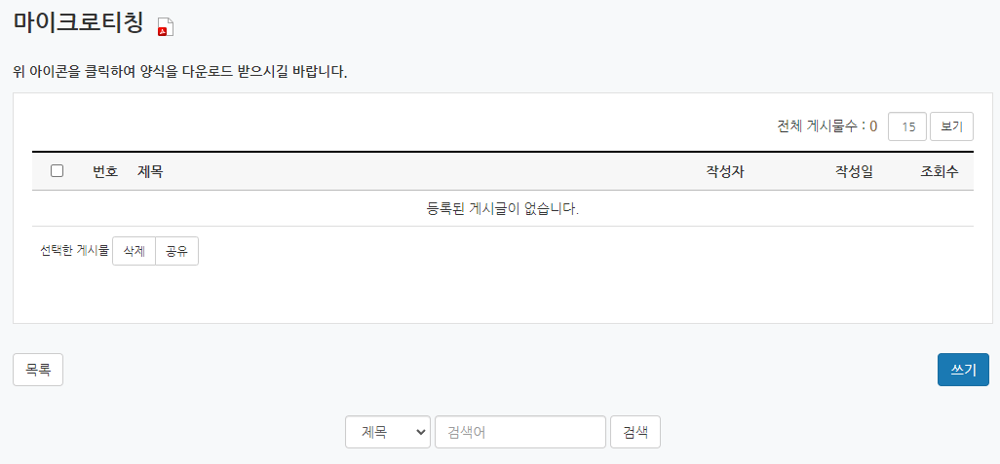 마이크로티칭
위 아이콘을 클릭하여 양식을 다운로드 받으시길 바랍니다.
전체 게시물수 : 0 15 보기
번호 제목 작성자 작성일 조회수
등록된 게시글이 없습니다.
선택한 게시물 삭제 공유
목록 쓰기
제목 검색어 검색